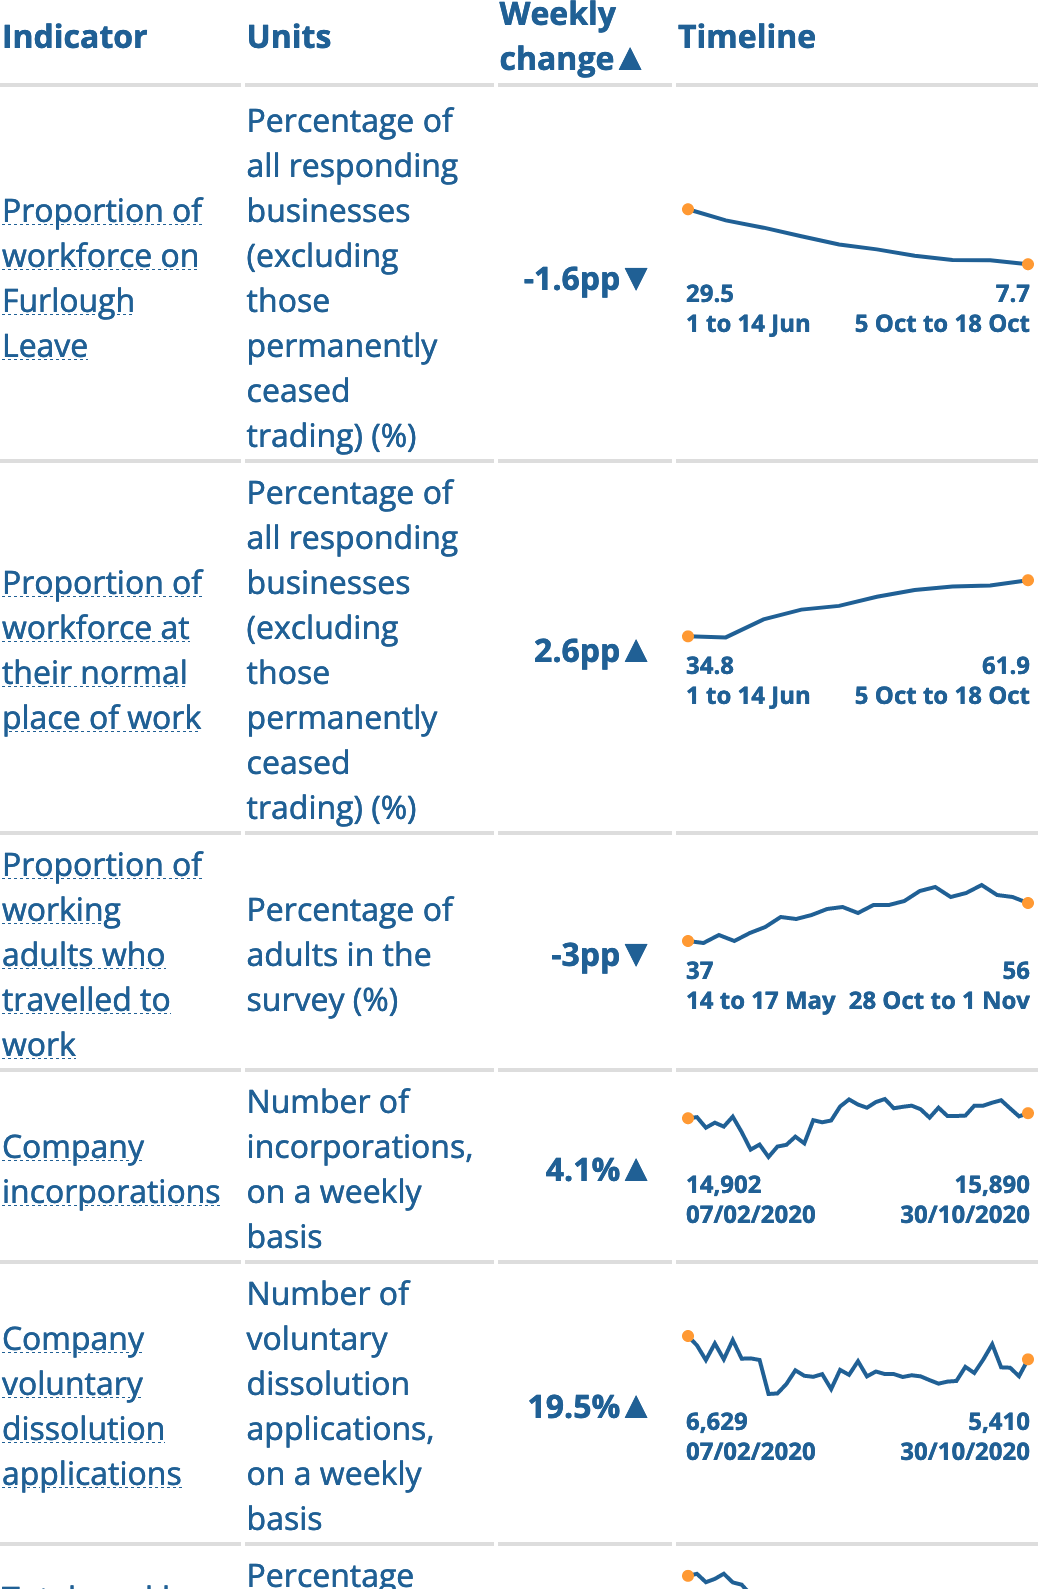 Indicator
Units
Weekly
change▲
Timeline
Proportion of
workforce on
Furlough
Leave
Percentage of
all responding
businesses
(excluding
those
permanently
ceased
trading) (%)
-1.6pp▼
29.5
7.7
1 to 14 Jun
5 Oct to 18 Oct
Proportion of
workforce at
their normal
place of work
Percentage of
all responding
businesses
(excluding
those
permanently
ceased
trading) (%)
2.6pp▲
34.8
61.9
1 to 14 Jun
5 Oct to 18 Oct
Proportion of
working
adults who
travelled to
work
Percentage of
adults in the
survey (%)
-3pp▼
37
56
14 to 17 May
28 Oct to 1 Nov
Company
incorporations
Number of
incorporations,
on a weekly
basis
4.1%▲
14,902
15,890
07/02/2020
30/10/2020
Company
voluntary
dissolution
applications
Number of
voluntary
dissolution
applications,
on a weekly
basis
19.5%▲
6,629
5,410
07/02/2020
30/10/2020
Percentage